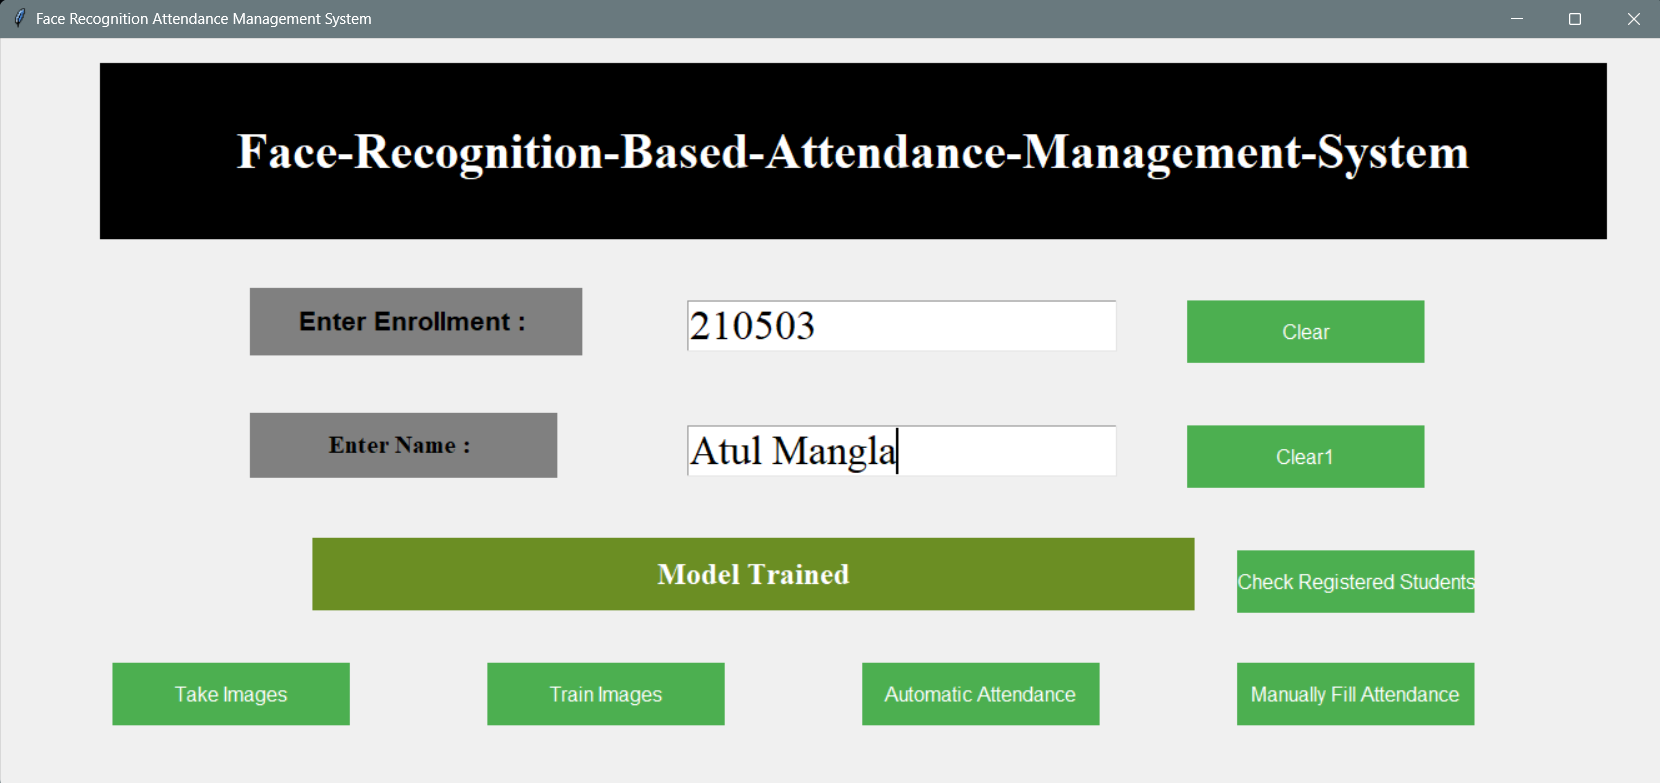 Face Recognition Attendance Management System
Face-Recognition-Based-Attendance-Management-System
Enter Enrollment :
210503
Clear
Enter Name :
Atul Mangla
Clear1
Model Trained
Check Registered Students
Take Images
Train Images
Automatic Attendance
Manually Fill Attendance